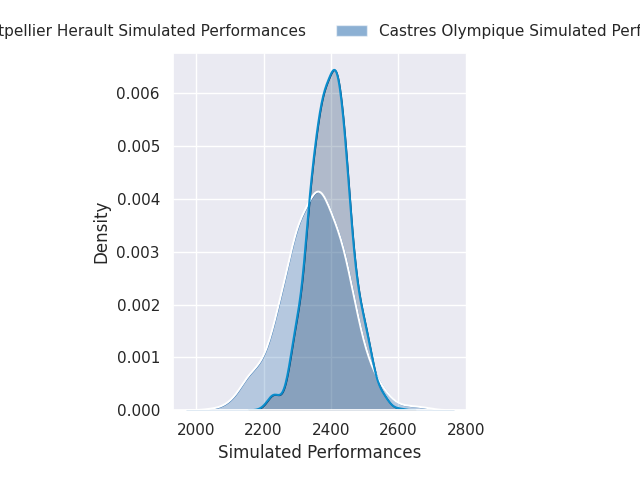 tpellier Herault Simulated Performances Castres Olympique Simulated Perf
0.006
0.005
0.004
0.003
0.002
0.001
0.000
Density
2000 2200 2400 2600 2800
Simulated Performances